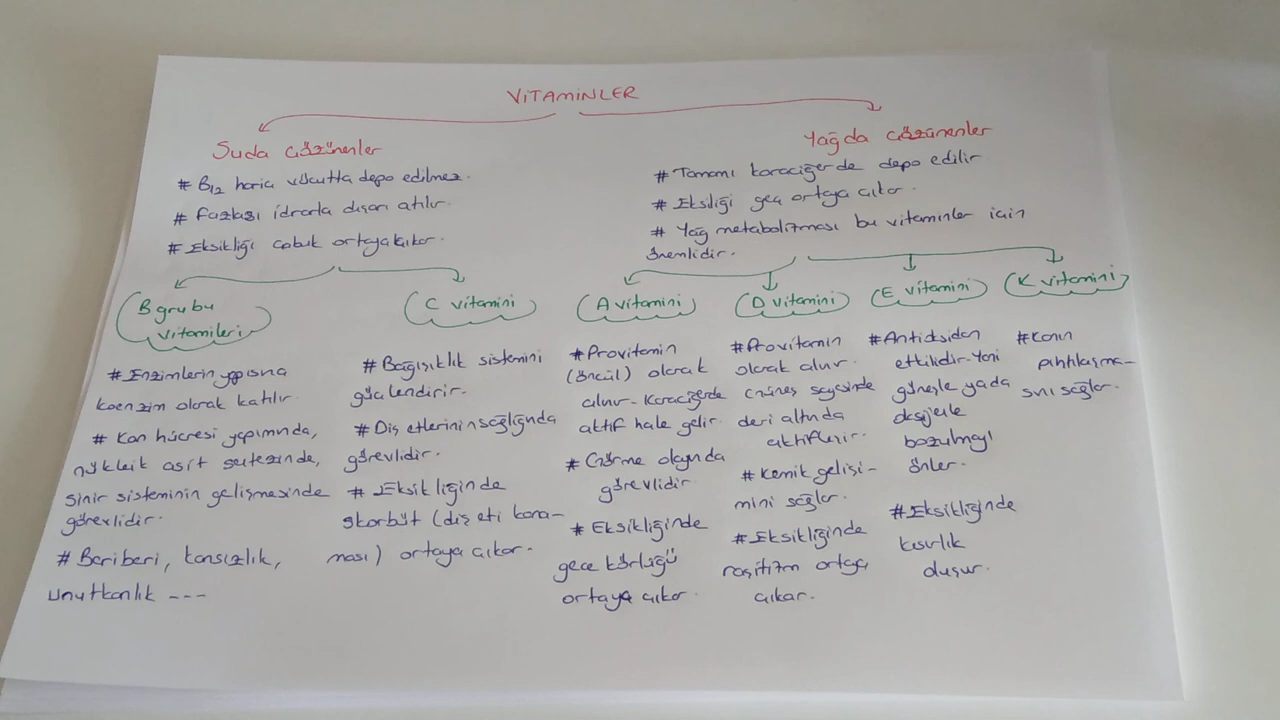 VİTAMİNLER
Suda Çözünenler
# B12 hariç vücutta depo edilmez.
# Fazlası idrarla dışarı atılır.
# Eksikliği çabuk ortaya çıkar.
Yağda Çözünenler
# Tamamı karaciğerde depo edilir
# Eksiliği geç ortaya çıkar.
# Yağ metabolizması bu vitaminler için
önemlidir.
B grubu
vitamileri
# Enzimlerin yapısına
koenzim olarak katılır
# Kan hücresi yapımında,
nükleik asit sentezinde,
sinir sisteminin gelişmesinde
görevlidir.
# Beriberi, kansızlık,
unutkanlık ---
C vitamini
# Bağışıklık sistemini
güçlendirir.
# Diş etlerinin sağlığında
görevlidir.
# Eksikliğinde
skorbüt (diş eti kana-
ması) ortaya çıkar.
A vitamini
# Provitamin
(öncül) olarak
alınır. Karaciğerde
aktif hale gelir.
# Görme olayında
görevlidir
# Eksikliğinde
gece körlüğü
ortaya çıkar
D vitamini
# Provitamin
olarak alınır.
Güneş sayesinde
deri altında
aktifleşir.
# Kemik gelişi-
mini sağlar.
# Eksikliğinde
raşitizm ortaya
çıkar.
E vitamini
# Antioksidan
etkilidir. Yani
güneşle yada
oksijenle
bozulmayı
önler.
# Eksikliğinde
kısırlık
oluşur.
K vitamini
# Kanın
pıhtılaşma-
sını sağlar.